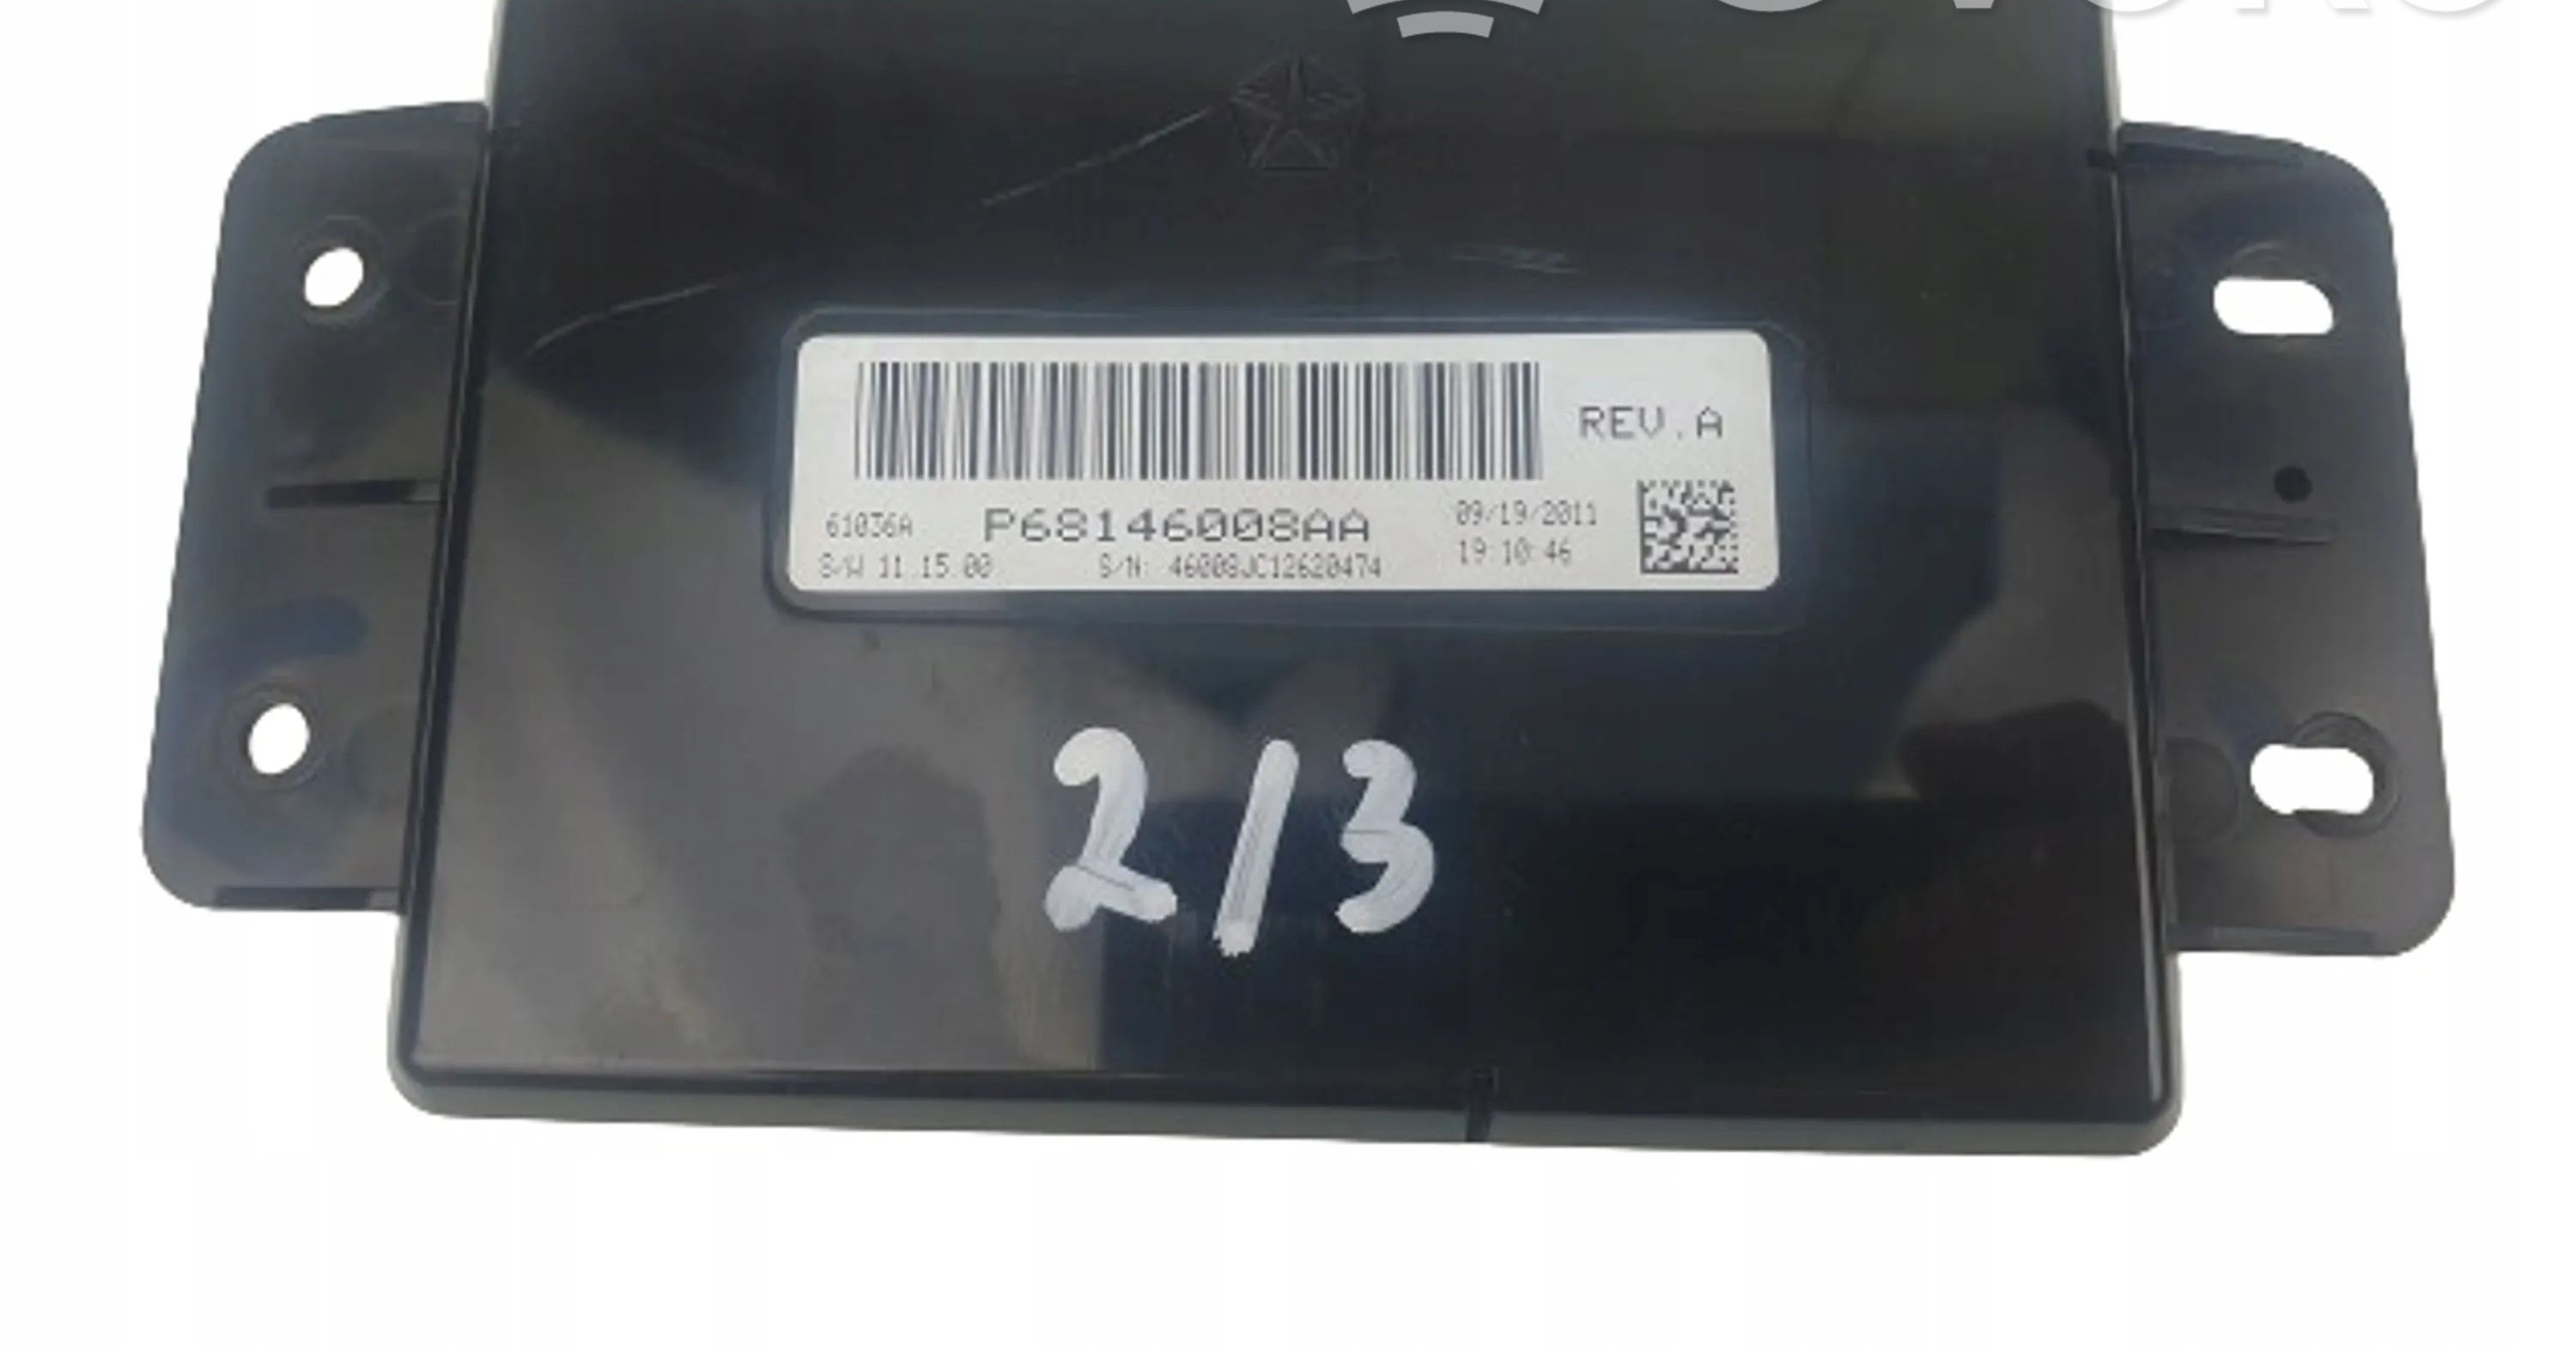 REV.A
61036A P68146008AA 09/19/2011
S/W 11.15.00 S/N: 46008JC12620474 19:10:46
2/3